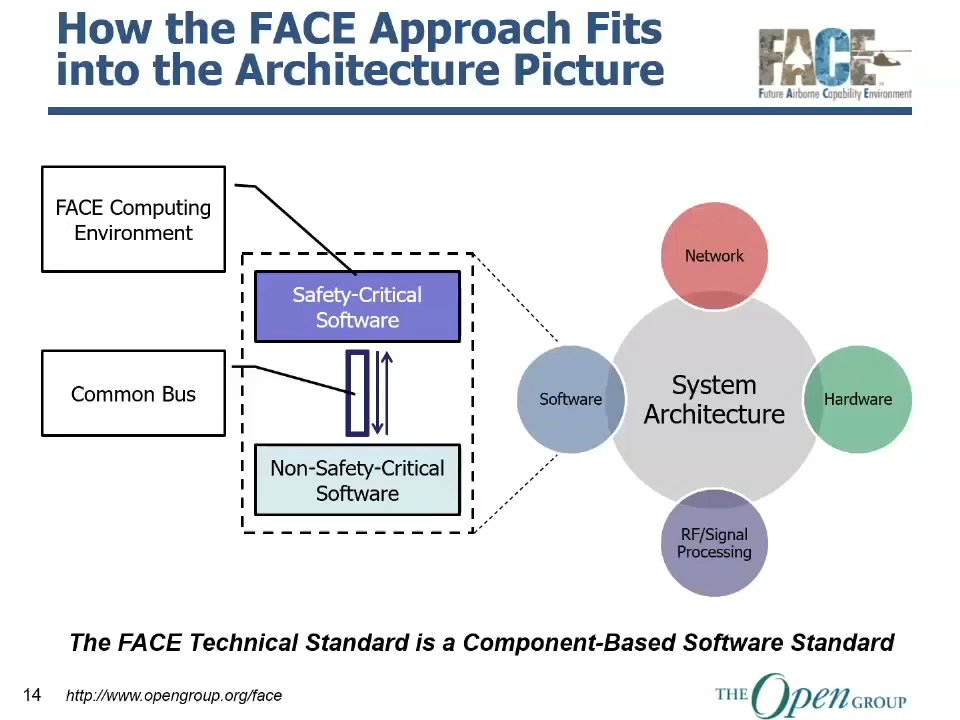 How the FACE Approach Fits
into the Architecture Picture
FACE
Future Airborne Capability Environment
FACE Computing
Environment
Safety-Critical
Software
Common Bus
Non-Safety-Critical
Software
Network
Software
System
Architecture
Hardware
RF/Signal
Processing
The FACE Technical Standard is a Component-Based Software Standard
14 http://www.opengroup.org/face
THE Open GROUP